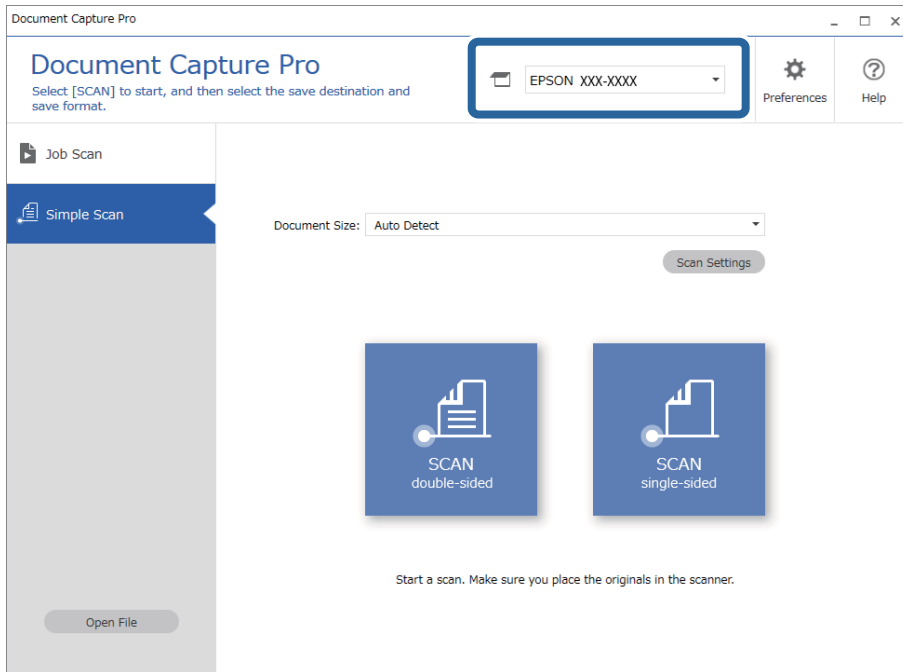 Document Capture Pro
Document Capture Pro
Select [SCAN] to start, and then select the save destination and
save format.
EPSON XXX-XXXX
Preferences
Help
Job Scan
Simple Scan
Document Size:
Auto Detect
Scan Settings
SCAN
double-sided
SCAN
single-sided
Start a scan. Make sure you place the originals in the scanner.
Open File